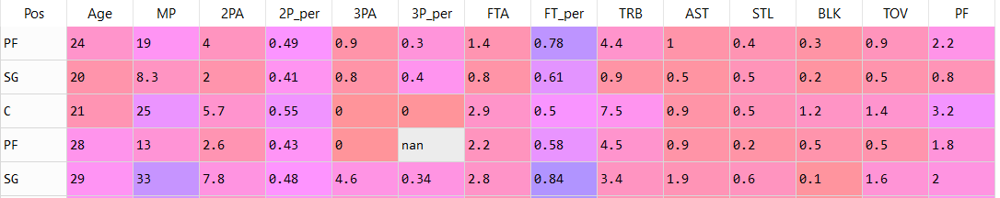 Pos Age MP 2PA 2P_per 3PA 3P_per FTA FT_per TRB AST STL BLK TOV PF
PF 24 19 4 0.49 0.9 0.3 1.4 0.78 4.4 1 0.4 0.3 0.9 2.2
SG 20 8.3 2 0.41 0.8 0.4 0.8 0.61 0.9 0.5 0.5 0.2 0.5 0.8
C 21 25 5.7 0.55 0 0 2.9 0.5 7.5 0.9 0.5 1.2 1.4 3.2
PF 28 13 2.6 0.43 0 nan 2.2 0.58 4.5 0.9 0.2 0.5 0.5 1.8
SG 29 33 7.8 0.48 4.6 0.34 2.8 0.84 3.4 1.9 0.6 0.1 1.6 2